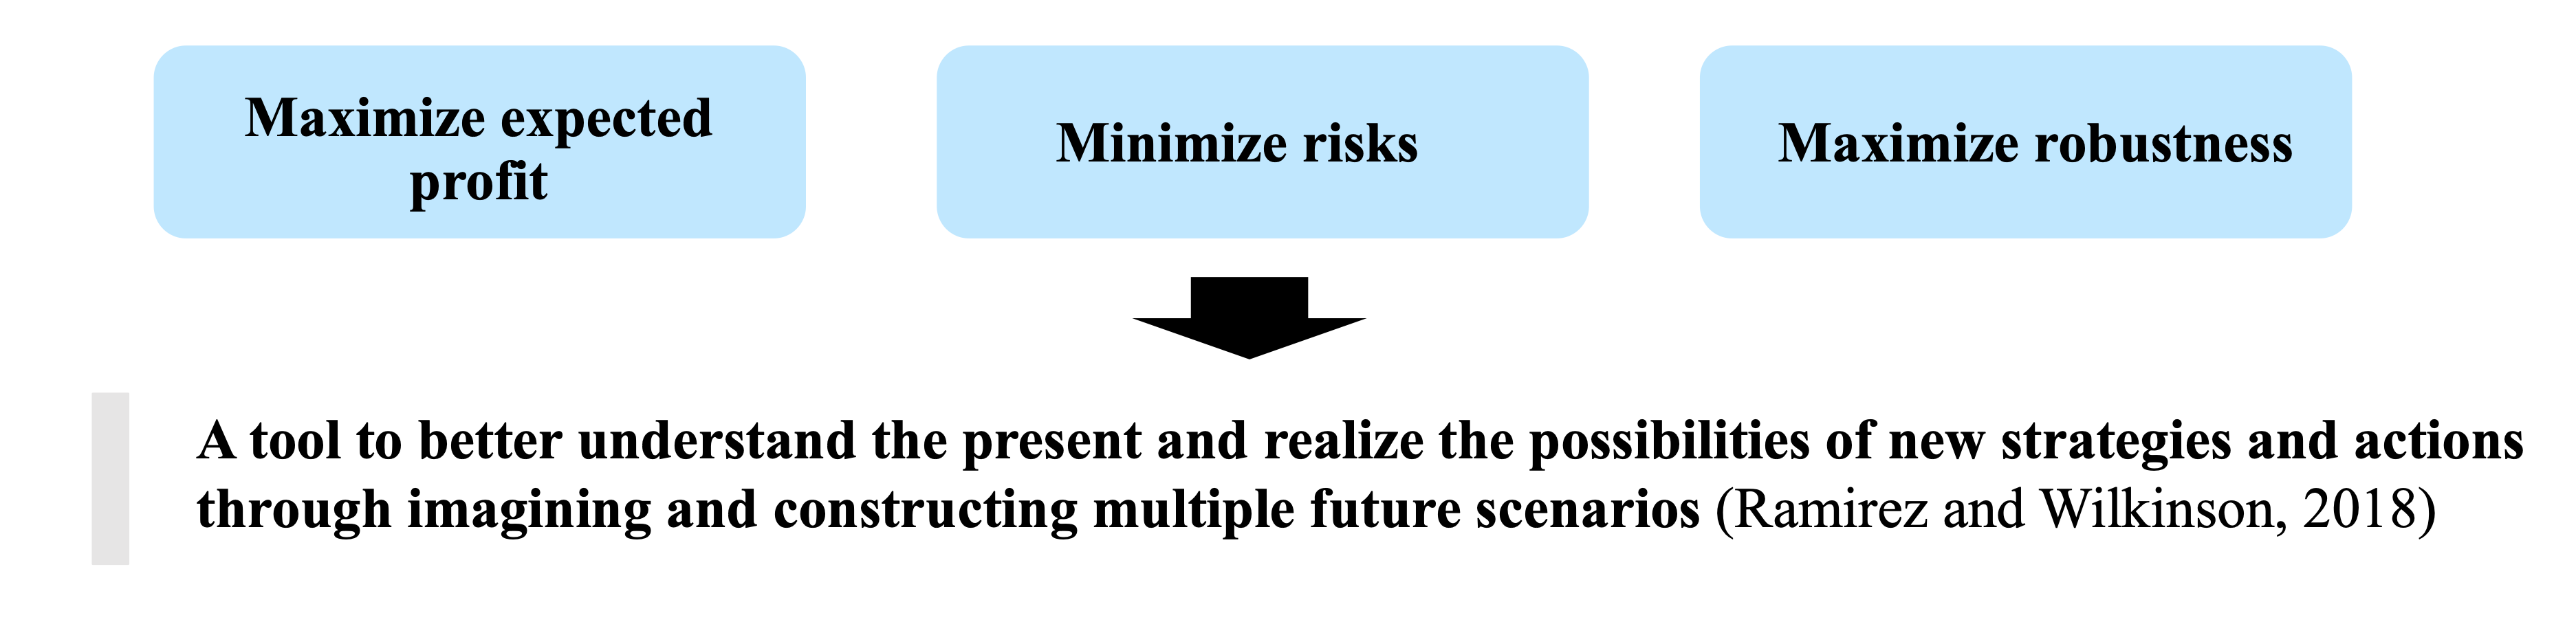 Maximize expected
profit
Minimize risks
Maximize robustness
A tool to better understand the present and realize the possibilities of new strategies and actions
through imagining and constructing multiple future scenarios (Ramirez and Wilkinson, 2018)